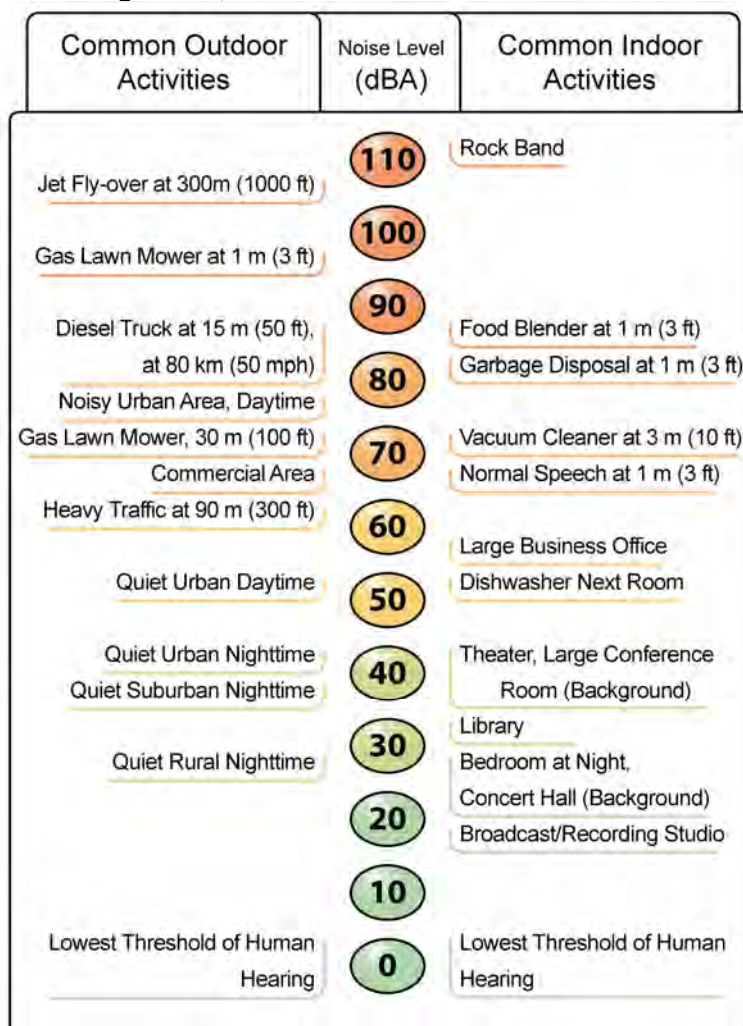 Common Outdoor Activities
Noise Level (dBA)
Common Indoor Activities
110
Rock Band
Jet Fly-over at 300m (1000 ft)
100
Gas Lawn Mower at 1 m (3 ft)
90
Diesel Truck at 15 m (50 ft),
Food Blender at 1 m (3 ft)
at 80 km (50 mph)
80
Garbage Disposal at 1 m (3 ft)
Noisy Urban Area, Daytime
Gas Lawn Mower, 30 m (100 ft)
70
Vacuum Cleaner at 3 m (10 ft)
Commercial Area
Normal Speech at 1 m (3 ft)
Heavy Traffic at 90 m (300 ft)
60
Large Business Office
Quiet Urban Daytime
50
Dishwasher Next Room
Quiet Urban Nighttime
40
Theater, Large Conference
Quiet Suburban Nighttime
Room (Background)
30
Library
Quiet Rural Nighttime
Bedroom at Night,
Concert Hall (Background)
20
Broadcast/Recording Studio
10
Lowest Threshold of Human
Hearing
0
Lowest Threshold of Human
Hearing